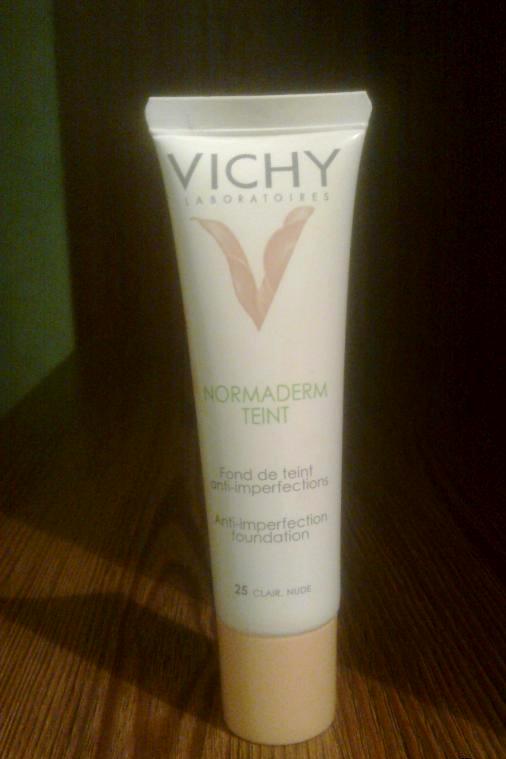 VICHY
LABORATOIRES
NORMADERM
TEINT
Fond de teint
anti-imperfections
Anti-imperfection
foundation
25 CLAIR, NUDE